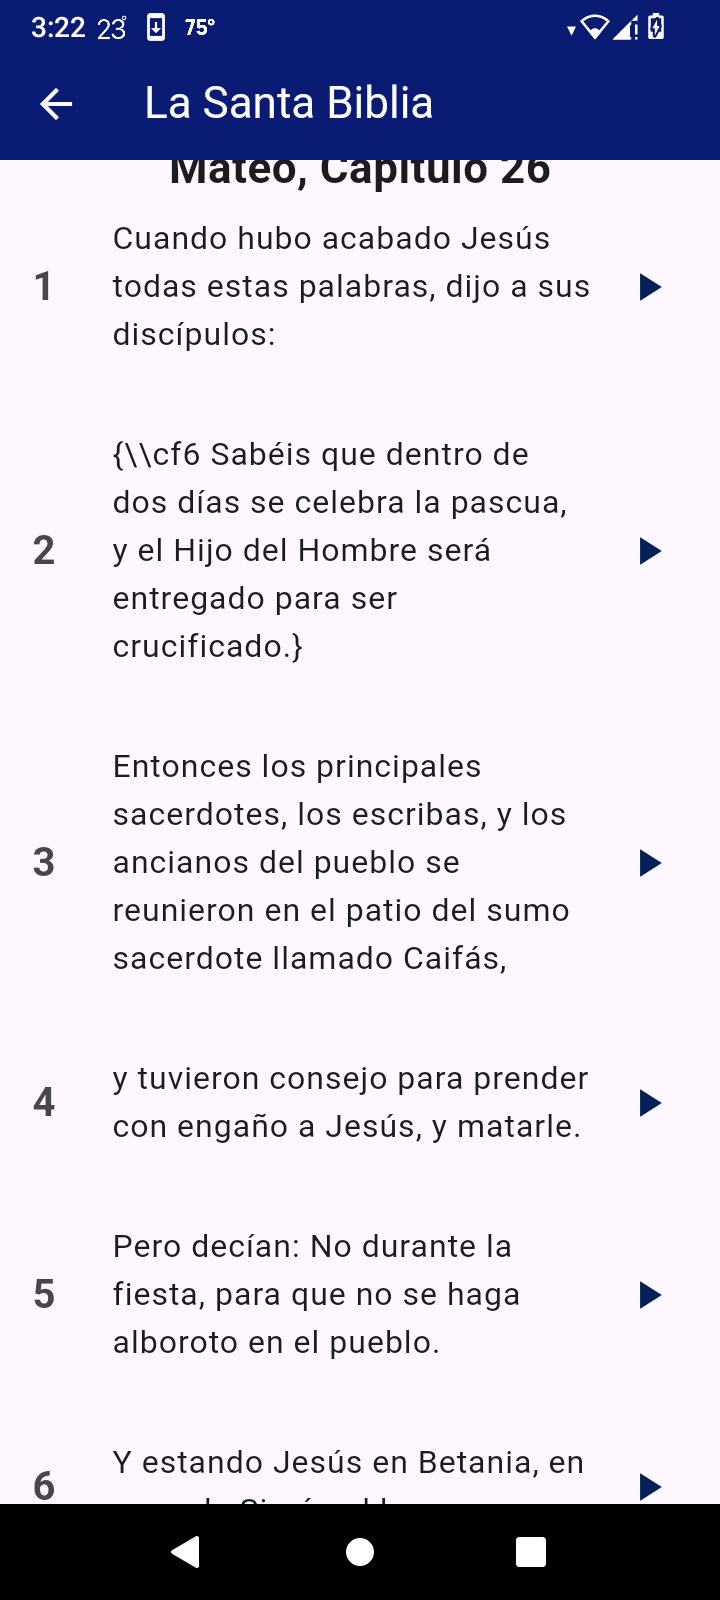 3:22 23° 75°
La Santa Biblia
Mateo, Capítulo 26
Cuando hubo acabado Jesús
1 todas estas palabras, dijo a sus
discípulos:
{\\cf6 Sabéis que dentro de
dos días se celebra la pascua,
2 y el Hijo del Hombre será
entregado para ser
crucificado.}
Entonces los principales
sacerdotes, los escribas, y los
3 ancianos del pueblo se
reunieron en el patio del sumo
sacerdote llamado Caifás,
4 y tuvieron consejo para prender
con engaño a Jesús, y matarle.
Pero decían: No durante la
5 fiesta, para que no se haga
alboroto en el pueblo.
6 Y estando Jesús en Betania, en